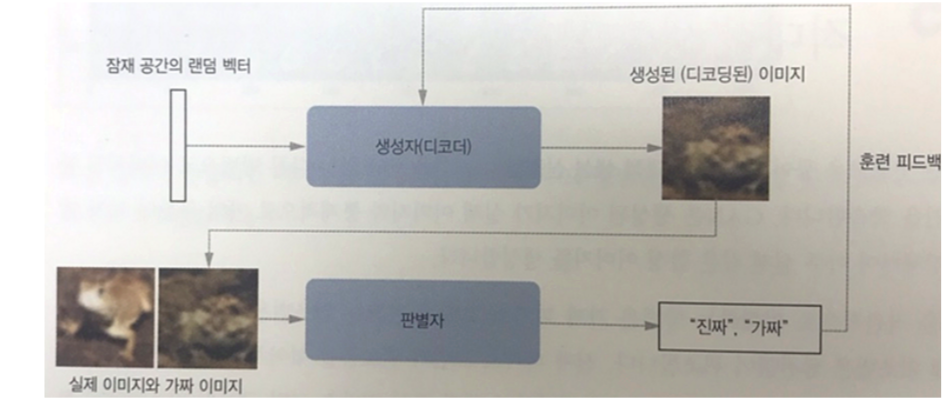 잠재 공간의 랜덤 벡터
생성된 (디코딩된) 이미지
생성자(디코더)
훈련 피드백
판별자
"진짜", "가짜"
실제 이미지와 가짜 이미지